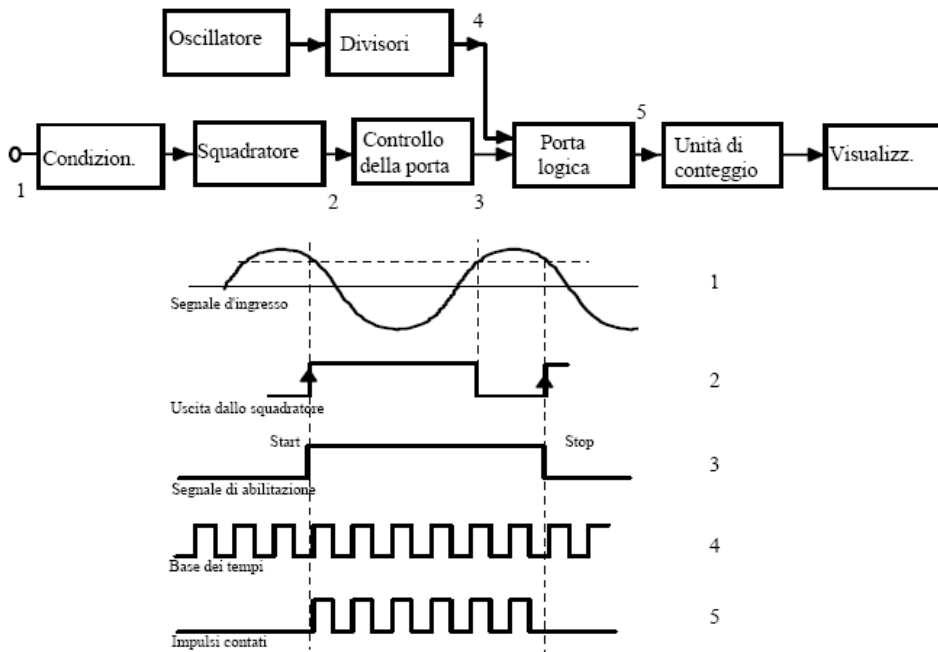 4
Oscillatore
Divisori
5
Condizion.
Squadratore
Controllo
della porta
Porta
logica
Unità di
conteggio
Visualizz.
1
2
3
1
Segnale d'ingresso
2
Uscita dallo squadratore
Start
Stop
3
Segnale di abilitazione
4
Base dei tempi
5
Impulsi contati